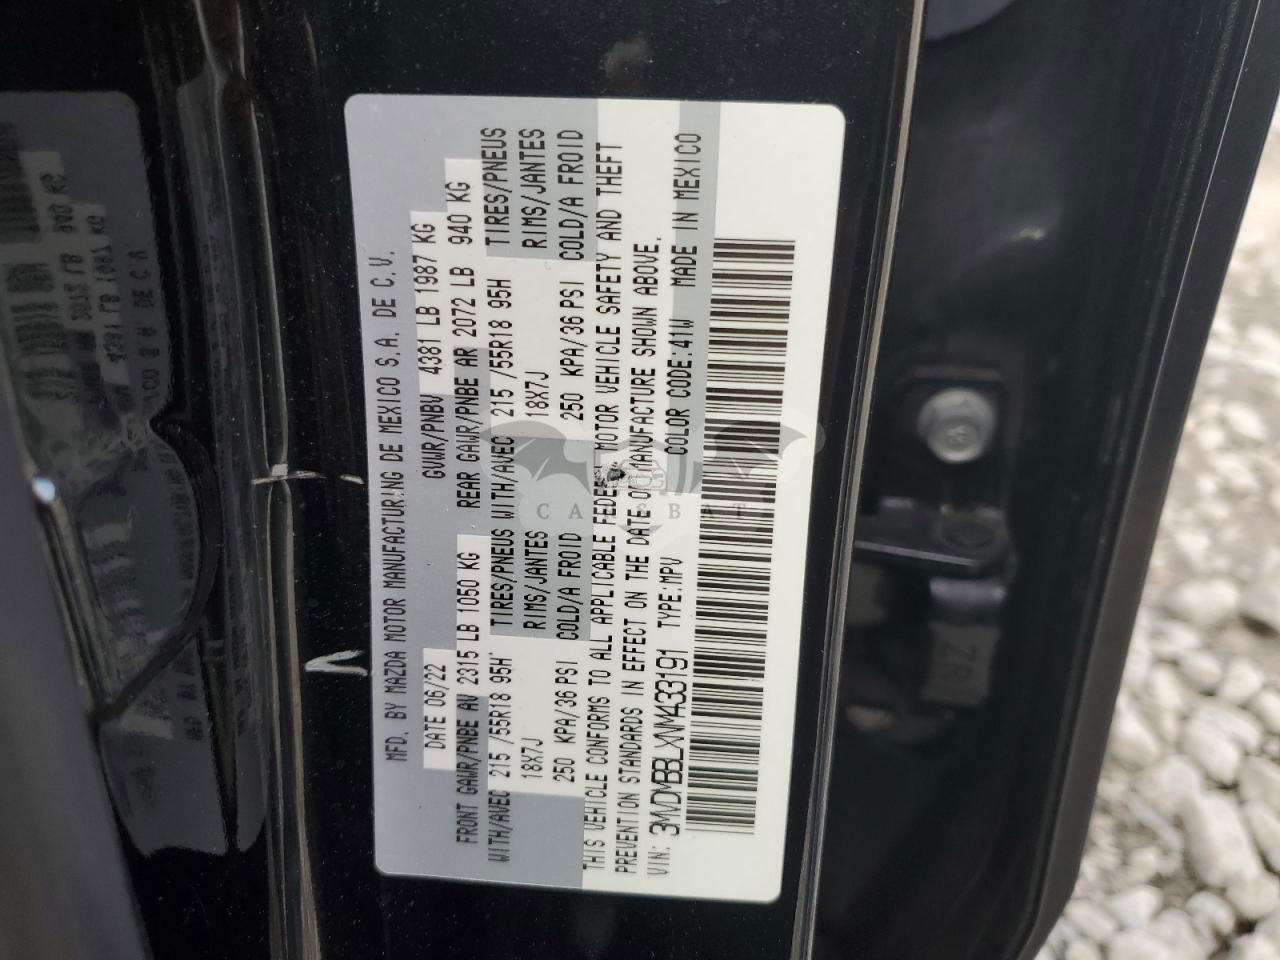 MFD. BY MAZDA MOTOR MANUFACTURING DE MEXICO S.A. DE C.V.
DATE 06/22 GVWR/PNBV 4381 LB 1987 KG
FRONT GAWR/PNBE AV 2315 LB 1050 KG REAR GAWR/PNBE AR 2072 LB 940 KG
WITH/AVEC 215 /55R18 95H TIRES/PNEUS WITH/AVEC 215 /55R18 95H TIRES/PNEUS
18X7J RIMS/JANTES 18X7J RIMS/JANTES
250 KPA/36 PSI COLD/A FROID 250 KPA/36 PSI COLD/A FROID
THIS VEHICLE CONFORMS TO ALL APPLICABLE MOTOR VEHICLE SAFETY AND THEFT
PREVENTION STANDARDS IN EFFECT ON THE DATE OF MANUFACTURE SHOWN ABOVE.
VIN: 3MVDMBBLXNM433191 TYPE:MPV COLOR CODE:41W MADE IN MEXICO